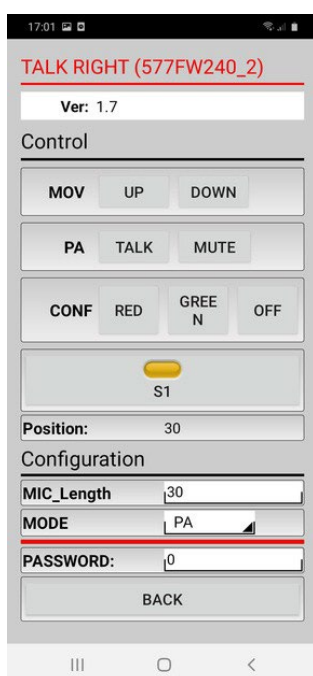 17:01
TALK RIGHT (577FW240_2)
Ver: 1.7
Control
MOV UP DOWN
PA TALK MUTE
CONF RED GREE
N OFF
S1
Position: 30
Configuration
MIC_Length 30
MODE PA
PASSWORD: 0
BACK